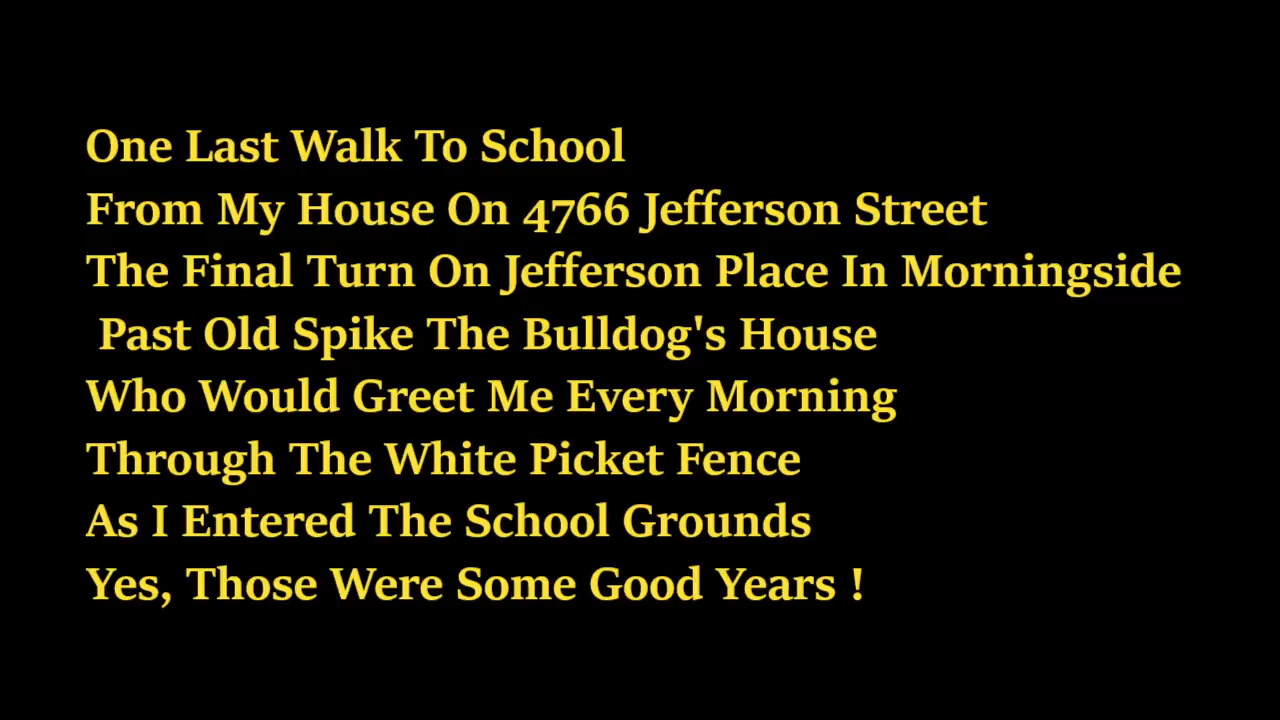 One Last Walk To School
From My House On 4766 Jefferson Street
The Final Turn On Jefferson Place In Morningside
Past Old Spike The Bulldog's House
Who Would Greet Me Every Morning
Through The White Picket Fence
As I Entered The School Grounds
Yes, Those Were Some Good Years !